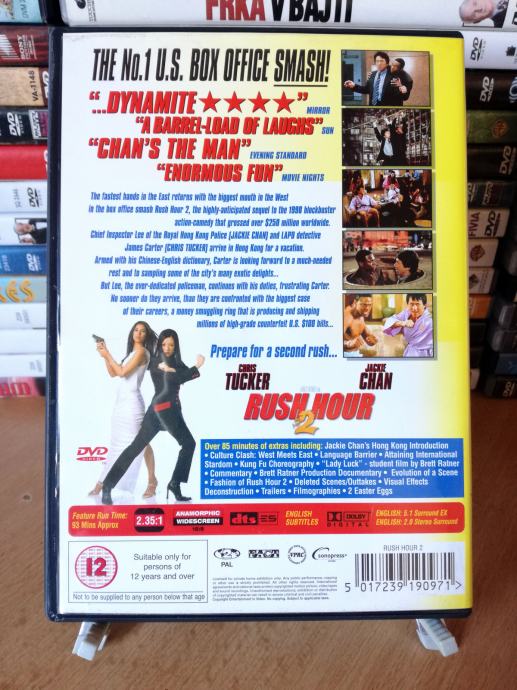 FRKA V BAJTI
VA-1148
THE No.1 U.S. BOX OFFICE SMASH!
"...DYNAMITE ★★★★" MIRROR
"A BARREL-LOAD OF LAUGHS" SUN
"CHAN'S THE MAN" EVENING STANDARD
"ENORMOUS FUN" MOVIE NIGHTS
The fastest hands in the East returns with the biggest mouth in the West
in the box office smash Rush Hour 2, the highly-anticipated sequel to the 1998 blockbuster
action-comedy that grossed over $250 million worldwide.
Chief Inspector Lee of the Royal Hong Kong Police [JACKIE CHAN] and LAPD detective
James Carter [CHRIS TUCKER] arrive in Hong Kong for a vacation.
Armed with his Chinese-English dictionary, Carter is looking forward to a much-needed
rest and to sampling some of the city's many exotic delights...
But Lee, the ever-dedicated policeman, continues with his duties, frustrating Carter.
No sooner do they arrive, than they are confronted with the biggest case
of their careers, a money smuggling ring that is producing and shipping
millions of high-grade counterfeit U.S. $100 bills...
Prepare for a second rush...
CHRIS TUCKER
JACKIE CHAN
RUSH HOUR
2
DVD
VIDEO
Over 85 minutes of extras including: Jackie Chan's Hong Kong Introduction
• Culture Clash: West Meets East • Language Barrier • Attaining International
Stardom • Kung Fu Choreography • "Lady Luck" - student film by Brett Ratner
• Commentary • Brett Ratner Production Documentary • Evolution of a Scene
• Fashion of Rush Hour 2 • Deleted Scenes/Outtakes • Visual Effects
Deconstruction • Trailers • Filmographies • 2 Easter Eggs
Feature Run Time:
93 Mins Approx
2.35:1
ANAMORPHIC
WIDESCREEN
16:9
dts ES
ENGLISH
SUBTITLES
DOLBY
DIGITAL
ENGLISH: 5.1 Surround EX
ENGLISH: 2.0 Stereo Surround
12
Suitable only for
persons of
12 years and over
Not to be supplied to any person below that age
PAL
VPRC
sonopress
RUSH HOUR 2
5 017239 190971 >